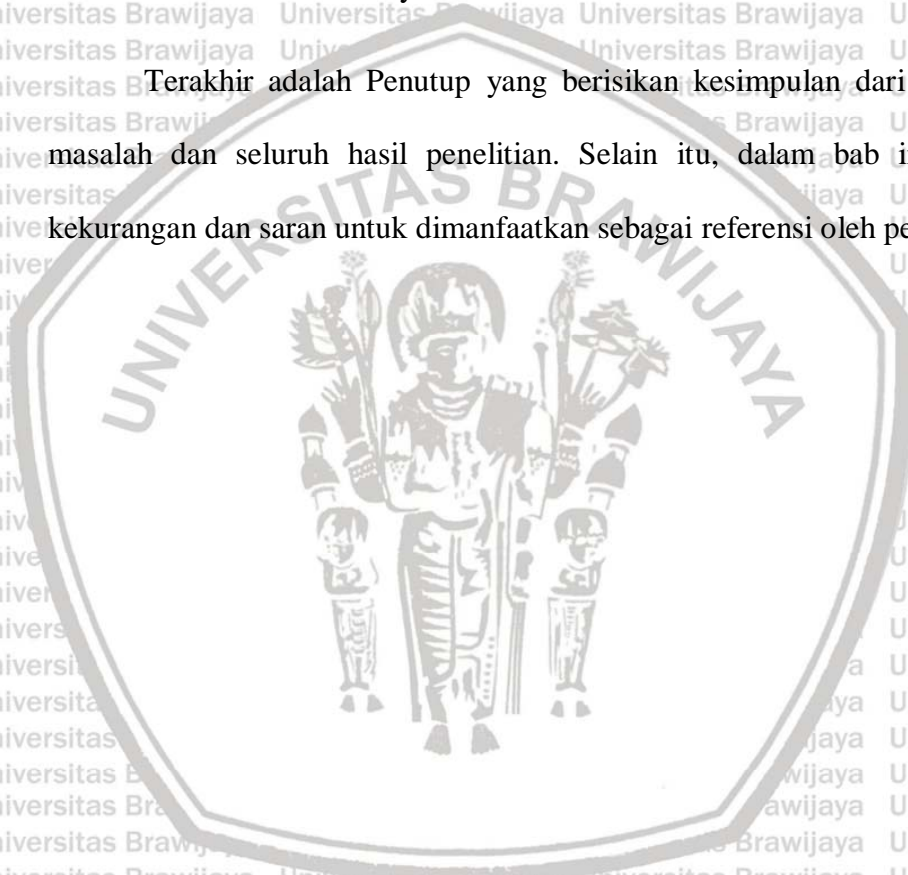 Terakhir adalah Penutup yang berisikan kesimpulan dari
masalah dan seluruh hasil penelitian. Selain itu, dalam bab
kekurangan dan saran untuk dimanfaatkan sebagai referensi oleh
UNIVERSITAS BRAWIJAYA